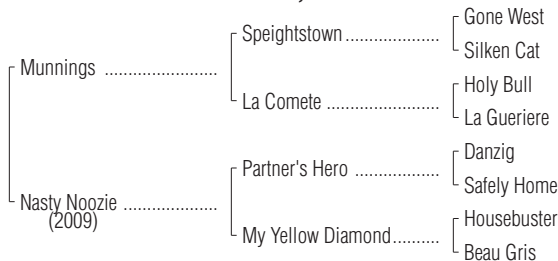 Gone West
Speightstown ...................
Silken Cat
Munnings .......................
Holy Bull
La Comete .......................
La Gueriere
Danzig
Partner's Hero .................
Safely Home
Nasty Noozie ...................
(2009)
Housebuster
My Yellow Diamond..........
Beau Gris